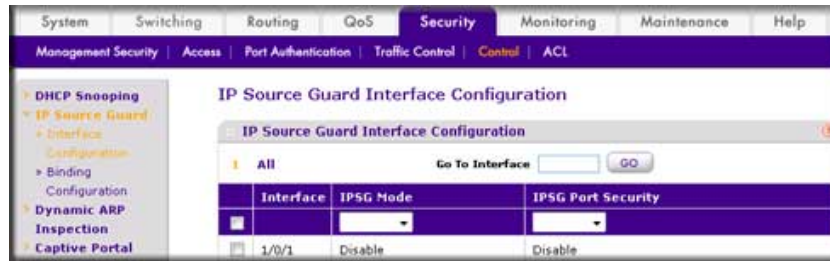 System Switching Routing QoS Security Monitoring Maintenance Help
Management Security | Access | Port Authentication | Traffic Control | Control | ACL
DHCP Snooping
IP Source Guard
Interface Configuration
Binding Configuration
Dynamic ARP Inspection
Captive Portal
IP Source Guard Interface Configuration
IP Source Guard Interface Configuration
1 All Go To Interface GO
Interface IPSG Mode IPSG Port Security
1/0/1 Disable Disable